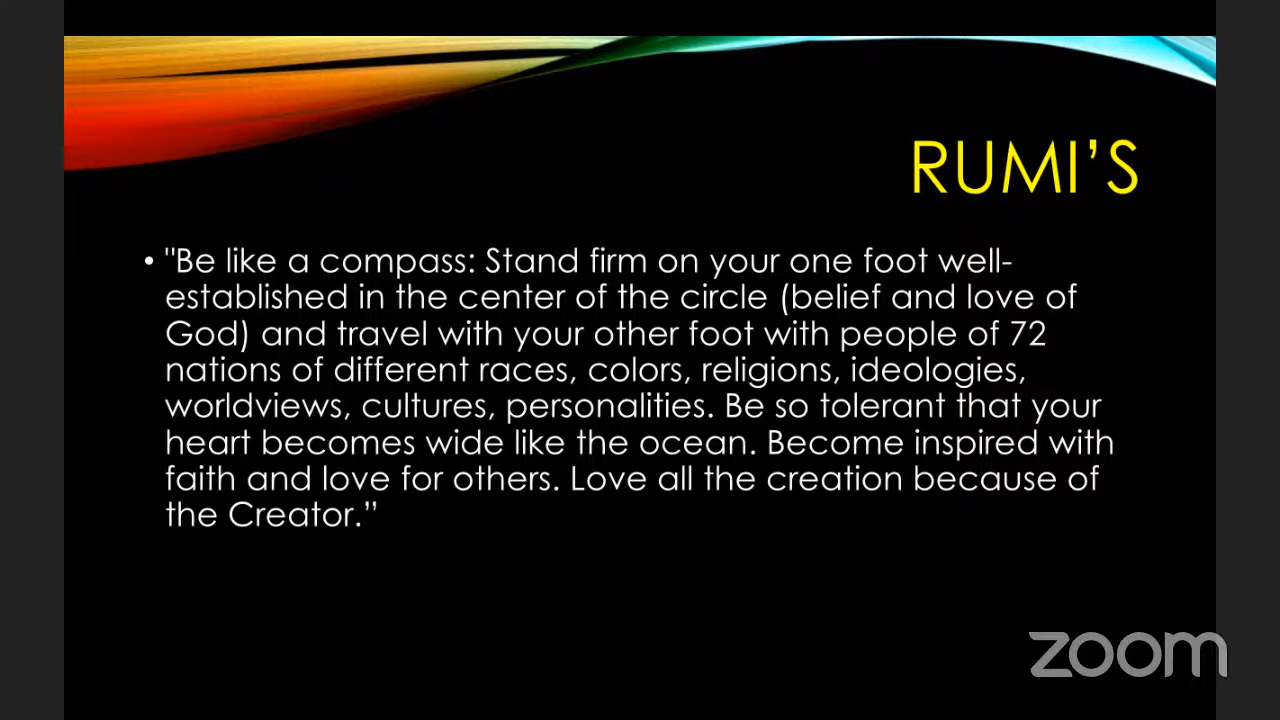 RUMI’S
• "Be like a compass: Stand firm on your one foot well-
established in the center of the circle (belief and love of
God) and travel with your other foot with people of 72
nations of different races, colors, religions, ideologies,
worldviews, cultures, personalities. Be so tolerant that your
heart becomes wide like the ocean. Become inspired with
faith and love for others. Love all the creation because of
the Creator.”
zoom